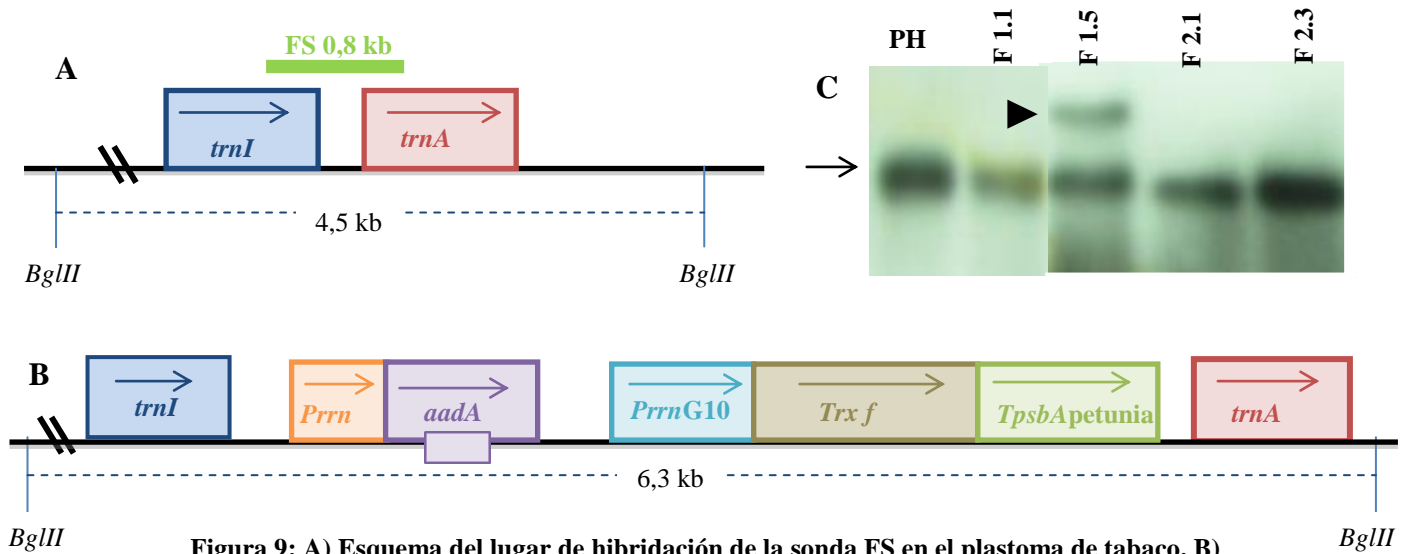 A
FS 0,8 kb
trnI
trnA
4,5 kb
BglII
BglII
C
PH
F 1.1
F 1.5
F 2.1
F 2.3
B
trnI
Prrn
aadA
PrrnG10
Trx f
TpsbApetunia
trnA
6,3 kb
BglII
BglII
Figura 9: A) Esquema del lugar de hibridación de la sonda FS en el plastoma de tabaco. B)